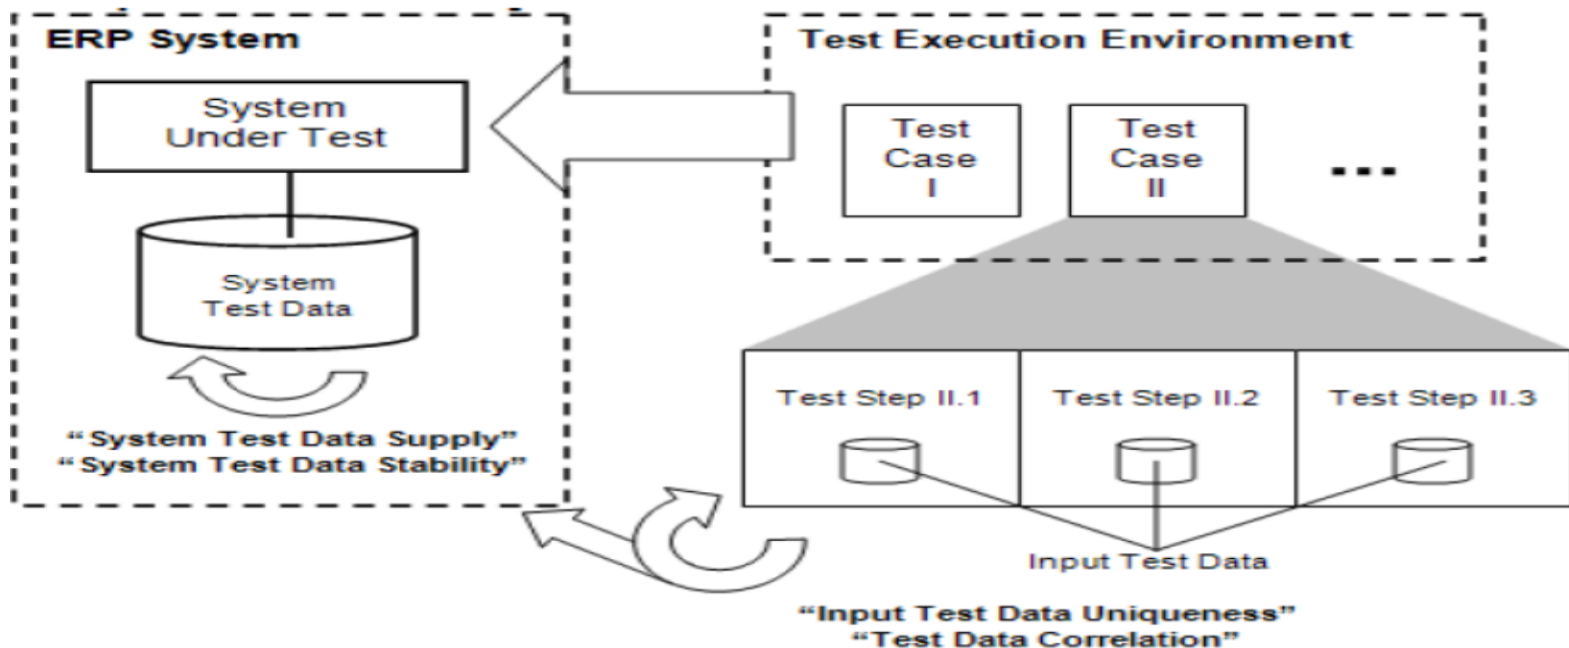 ERP System
System
Under Test
System
Test Data
“System Test Data Supply”
“System Test Data Stability”
Test Execution Environment
Test
Case
I
Test
Case
II
...
Test Step II.1
Test Step II.2
Test Step II.3
Input Test Data
“Input Test Data Uniqueness”
“Test Data Correlation”